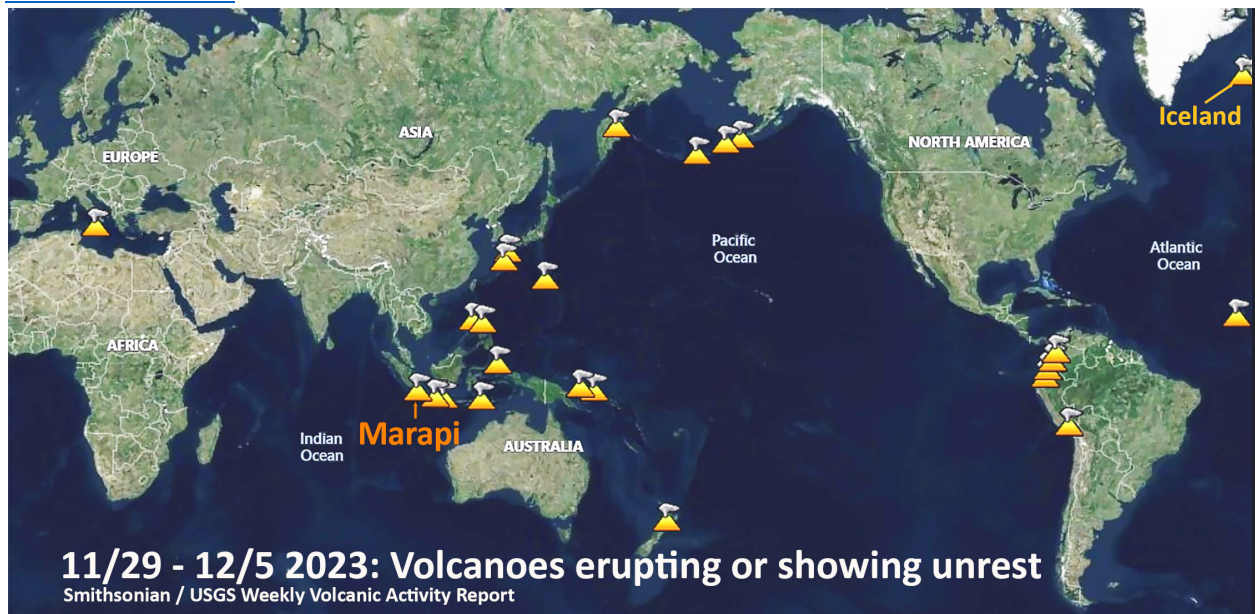 Iceland
ASIA
EUROPE
NORTH AMERICA
Pacific
Ocean
Atlantic
Ocean
AFRICA
Indian
Ocean
Marapi
AUSTRALIA
11/29 - 12/5 2023: Volcanoes erupting or showing unrest
Smithsonian / USGS Weekly Volcanic Activity Report